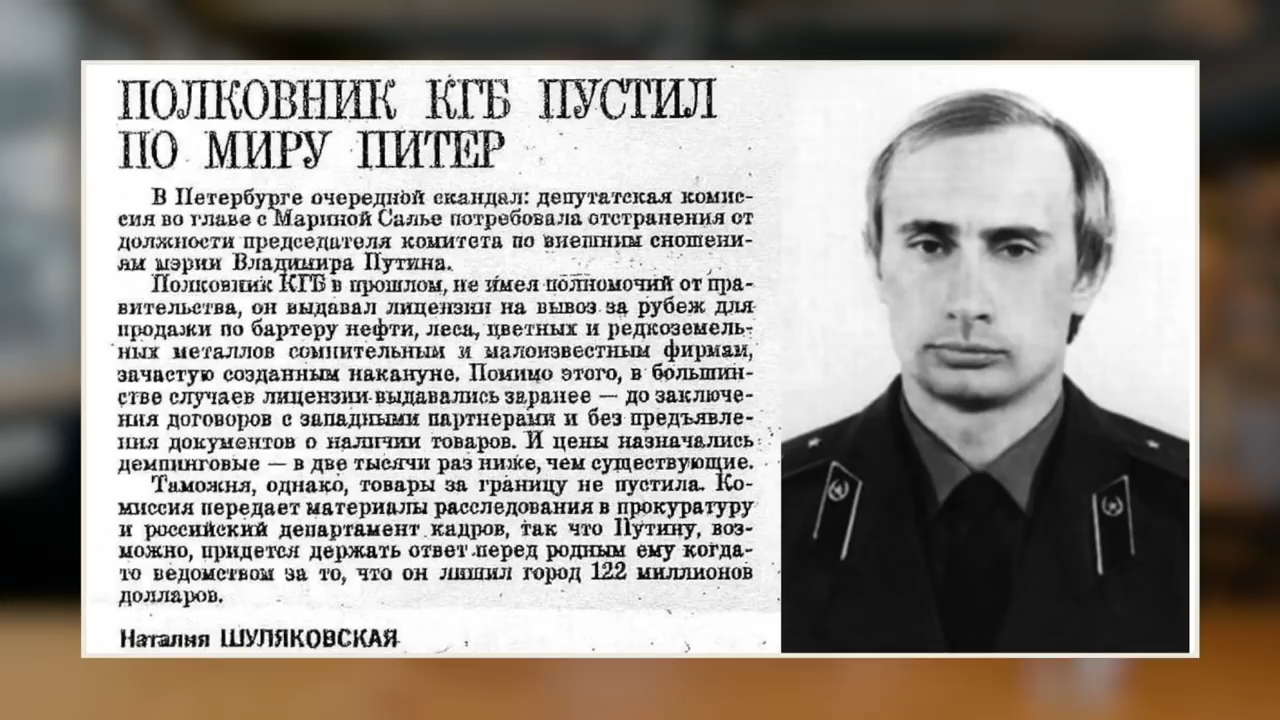 ПОЛКОВНИК КГБ ПУСТИЛ
ПО МИРУ ПИТЕР
В Петербурге очередной скандал: депутатская комис-
сия во главе с Мариной Салье потребовала отстранения от
должности председателя комитета по внешним сношени-
ям мэрии Владимира Путина.
Полковник КГБ в прошлом, не имея полномочий от пра-
вительства, он выдавал лицензии на вывоз за рубеж для
продажи по бартеру нефти, леса, цветных и редкоземель-
ных металлов сомнительным и малоизвестным фирмам,
зачастую созданным накануне. Помимо этого, в большин-
стве случаев лицензии выдавались заранее — до заключе-
ния договоров с западными партнерами и без предъявле-
ния документов о наличии товаров. И цены назначались
демпинговые — в две тысячи раз ниже, чем существующие.
Таможня, однако, товары за границу не пустила. Ко-
миссия передает материалы расследования в прокуратуру
и российский департамент кадров, так что Путину, воз-
можно, придется держать ответ перед родным ему когда-
то ведомством за то, что он лишил город 122 миллионов
долларов.
Наталия ШУЛЯКОВСКАЯ